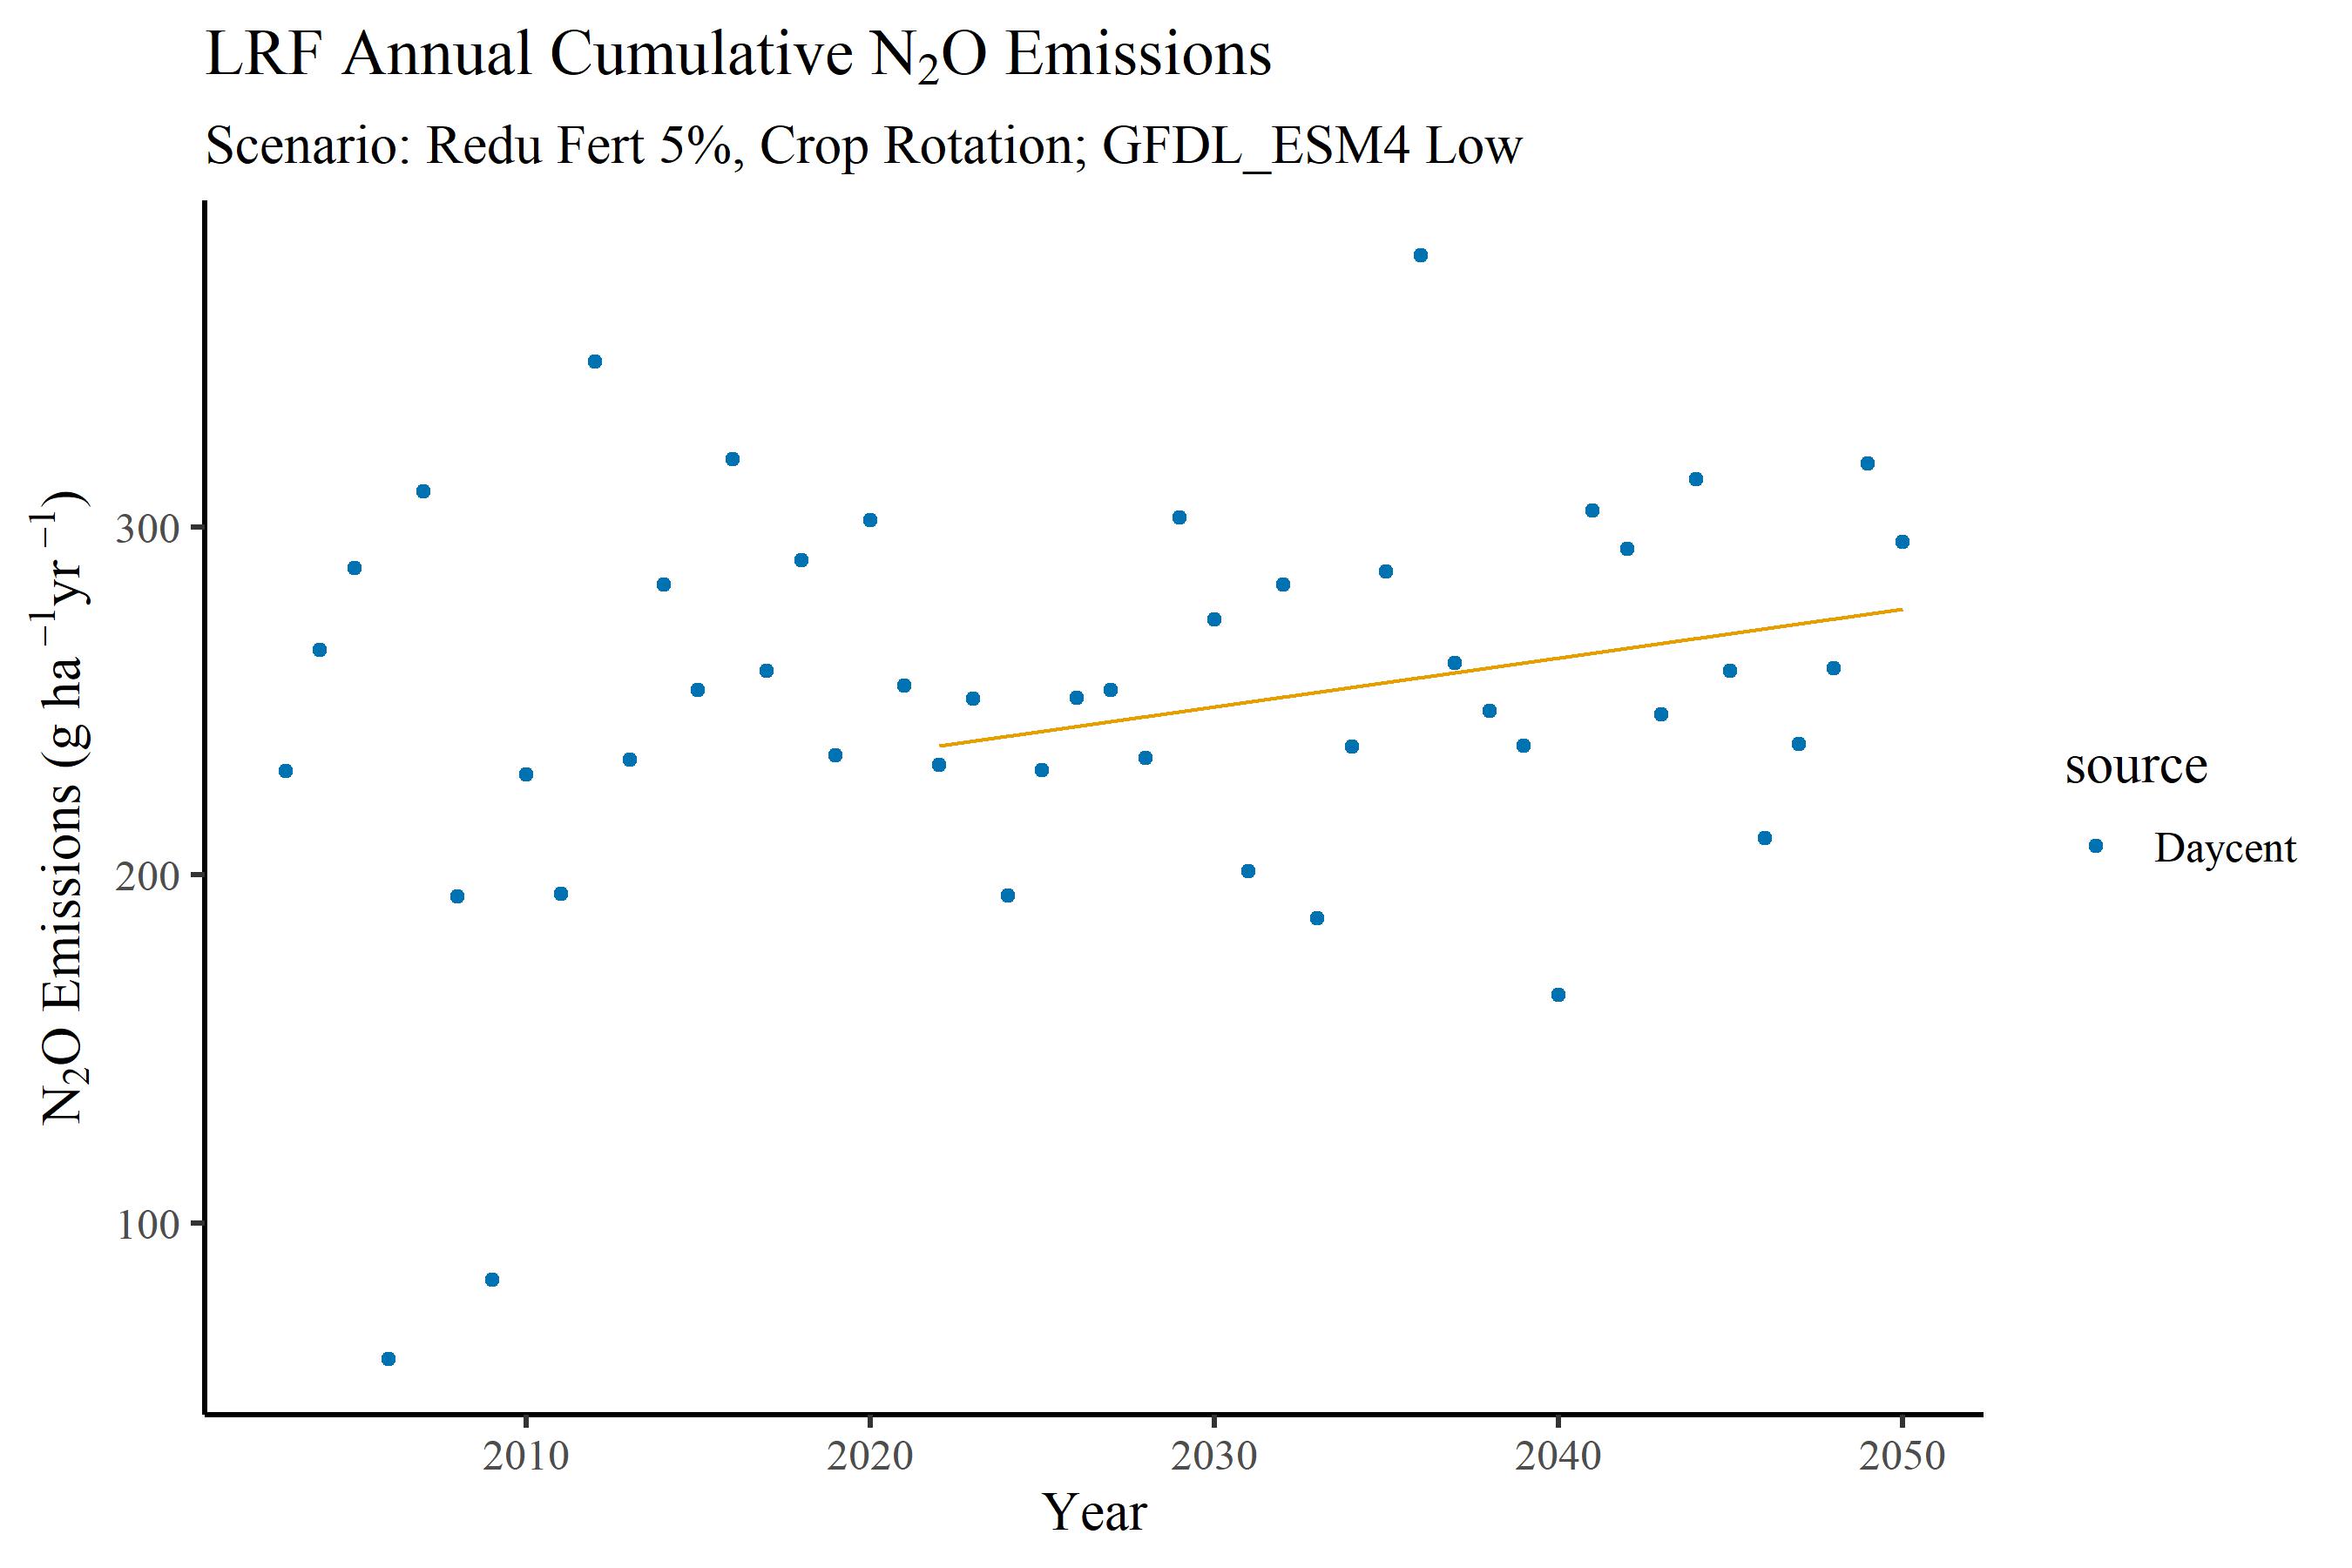 LRF Annual Cumulative N₂O Emissions
Scenario: Redu Fert 5%, Crop Rotation; GFDL_ESM4 Low
N₂O Emissions (g ha ⁻¹yr ⁻¹)
300
200
100
2010
2020
2030
2040
2050
Year
source
Daycent